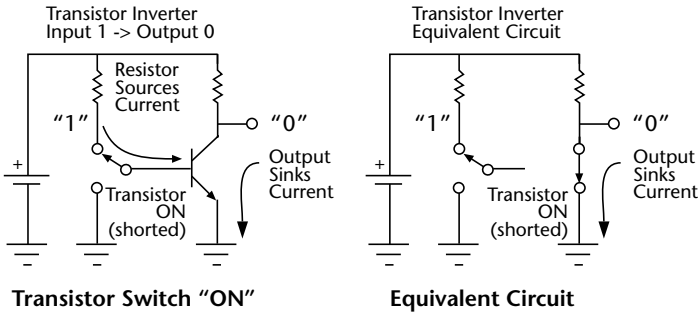 Transistor Inverter
Input 1 -> Output 0
Resistor
Sources
Current
“1”
“0”
+
Output
Sinks
Current
Transistor
ON
(shorted)
Transistor Switch “ON”
Transistor Inverter
Equivalent Circuit
“1”
“0”
+
Output
Sinks
Current
Transistor
ON
(shorted)
Equivalent Circuit